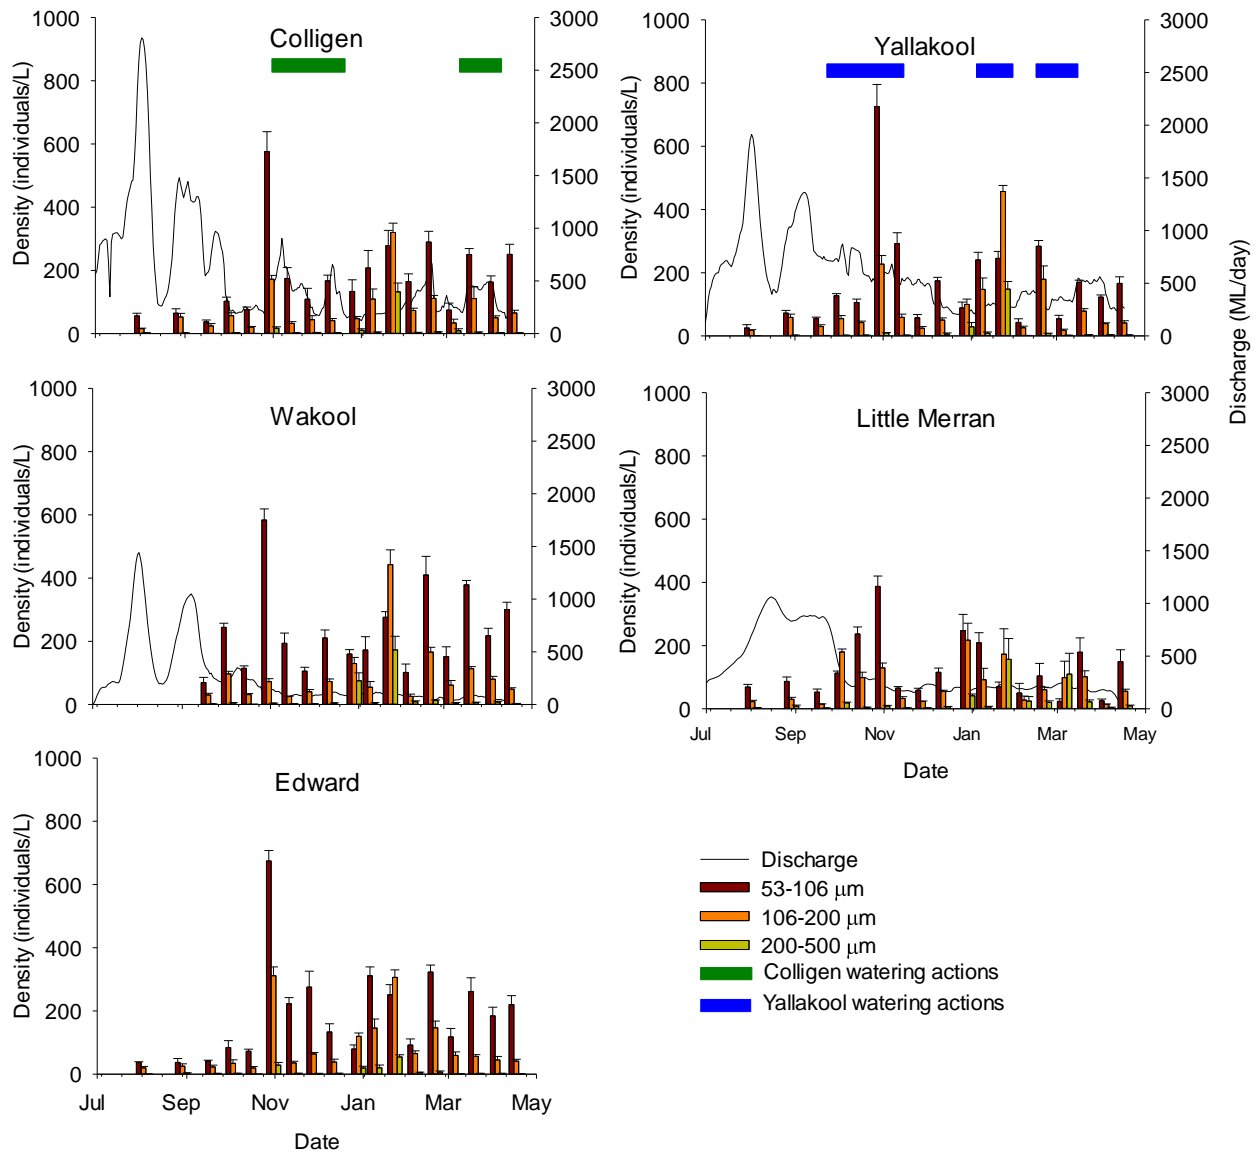 Colligen
1000
800
600
400
200
0
Density (individuals/L)
3000
2500
2000
1500
1000
500
0
Yallakool
1000
800
600
400
200
0
Density (individuals/L)
3000
2500
2000
1500
1000
500
0
Discharge (ML/day)
Wakool
1000
800
600
400
200
0
Density (individuals/L)
3000
2500
2000
1500
1000
500
0
Little Merran
1000
800
600
400
200
0
Density (individuals/L)
3000
2500
2000
1500
1000
500
0
Jul Sep Nov Jan Mar May
Date
Edward
1000
800
600
400
200
0
Density (individuals/L)
Jul Sep Nov Jan Mar May
Date
Discharge
53-106 μm
106-200 μm
200-500 μm
Colligen watering actions
Yallakool watering actions